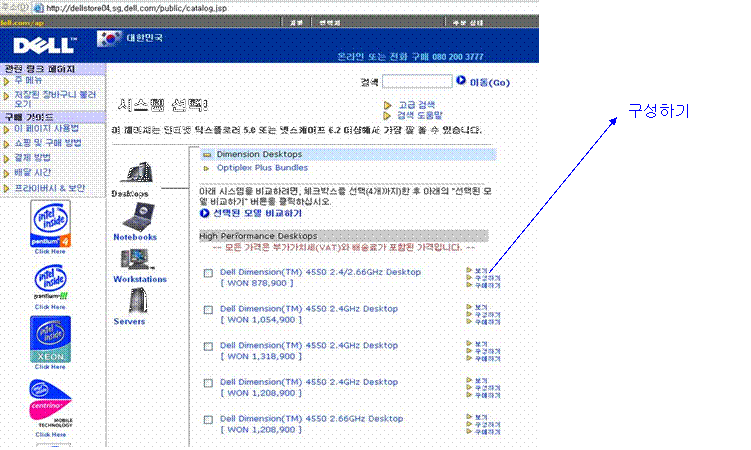 주소(D) http://dellstore04.sg.dell.com/public/catalog.jsp
dell.com/ap
DELL™ 대한민국
온라인 또는 전화 구매 080 200 3777
관련 링크 페이지
주 메뉴
저장된 장바구니 불러
오기
구매 가이드
이 페이지 사용법
쇼핑 및 구매 방법
결제 방법
배달 시간
프라이버시 & 보안
intel inside pentium 4
Click Here
intel inside pentium III
Click Here
intel inside XEON
Click Here
intel inside centrino MOBILE TECHNOLOGY
Click Here
검색 이동(Go)
고급 검색
검색 도움말
시스템 선택:
이 페이지는 인터넷 익스플로러 5.0 또는 넷스케이프 6.2 이상에서 가장 잘 볼 수 있습니다.
Desktops
Notebooks
Workstations
Servers
Dimension Desktops
Optiplex Plus Bundles
아래 시스템을 비교하려면, 체크박스를 선택(4개까지)한 후 아래의 "선택된 모
델 비교하기" 버튼을 클릭하십시오.
선택된 모델 비교하기
High Performance Desktops
-- 모든 가격은 부가가치세(VAT)와 배송료가 포함된 가격입니다. --
Dell Dimension(TM) 4550 2.4/2.66GHz Desktop
[ WON 878,900 ]
보기
구성하기
구매하기
Dell Dimension(TM) 4550 2.4GHz Desktop
[ WON 1,054,900 ]
보기
구성하기
구매하기
Dell Dimension(TM) 4550 2.4GHz Desktop
[ WON 1,318,900 ]
보기
구성하기
구매하기
Dell Dimension(TM) 4550 2.4GHz Desktop
[ WON 1,208,900 ]
보기
구성하기
구매하기
Dell Dimension(TM) 4550 2.66GHz Desktop
[ WON 1,208,900 ]
보기
구성하기
구매하기
구성하기